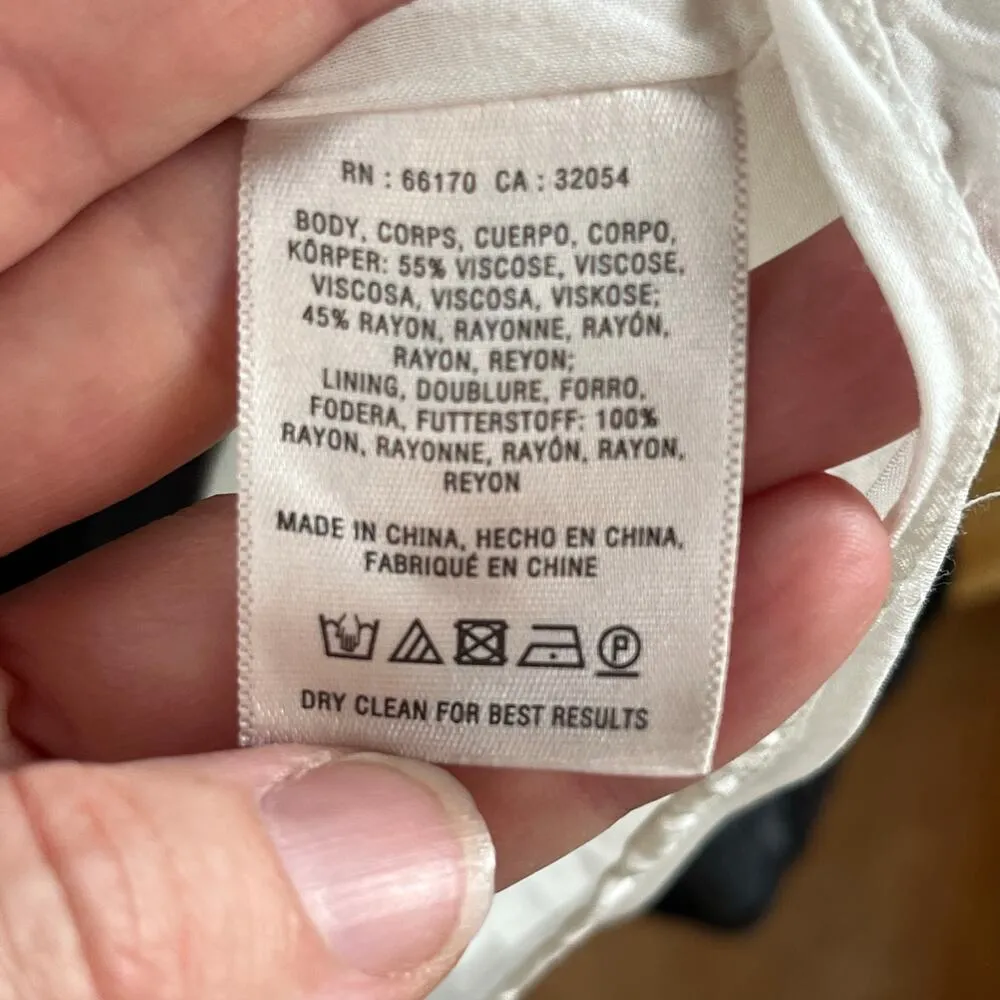 RN : 66170 CA : 32054
BODY, CORPS, CUERPO, CORPO,
KÖRPER: 55% VISCOSE, VISCOSE,
VISCOSA, VISCOSA, VISKOSE;
45% RAYON, RAYONNE, RAYÓN,
RAYON, REYON;
LINING, DOUBLURE, FORRO,
FODERA, FUTTERSTOFF: 100%
RAYON, RAYONNE, RAYÓN, RAYON,
REYON
MADE IN CHINA, HECHO EN CHINA,
FABRIQUÉ EN CHINE
P
DRY CLEAN FOR BEST RESULTS